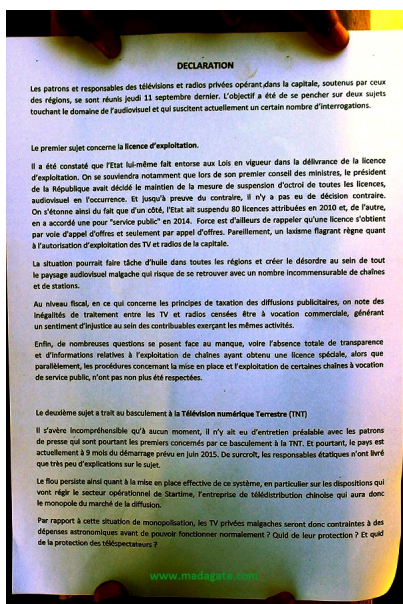 DECLARATION
Les patrons et responsables des télévisions et radios privées opérant dans la capitale, soutenus par ceux
des régions, se sont réunis jeudi 11 septembre dernier. L'objectif a été de se pencher sur deux sujets
touchant le domaine de l'audiovisuel et qui suscitent actuellement un certain nombre d'interrogations.
Le premier sujet concerne la licence d'exploitation.
Il a été constaté que l'Etat lui-même fait entorse aux Lois en vigueur dans la délivrance de la licence
d'exploitation. On se souviendra notamment que lors de son premier conseil des ministres, le président
de la République avait décidé le maintien de la mesure de suspension d'octroi de toutes les licences,
audiovisuel en l'occurrence. Et jusqu'à preuve du contraire, il n'y a pas eu de décision contraire.
On s'étonne ainsi du fait que d'un côté, l'Etat ait suspendu 80 licences attribuées en 2010 et, de l'autre,
en a accordé une pour "service public" en 2014. Force est d'ailleurs de rappeler qu'une licence s'obtient
par voie d'appel d'offres et seulement par appel d'offres. Pareillement, un laxisme flagrant règne quant
à l'autorisation d'exploitation des TV et radios de la capitale.
La situation pourrait faire tâche d'huile dans toutes les régions et créer le désordre au sein de tout
le paysage audiovisuel malgache qui risque de se retrouver avec un nombre incommensurable de chaînes
et de stations.
Au niveau fiscal, en ce qui concerne les principes de taxation des diffusions publicitaires, on note des
inégalités de traitement entre les TV et radios censées être à vocation commerciale, générant
un sentiment d'injustice au sein des contribuables exerçant les mêmes activités.
Enfin, de nombreuses questions se posent face au manque, voire l'absence totale de transparence
et d'informations relatives à l'exploitation de chaînes ayant obtenu une licence spéciale, alors que
parallèlement, les procédures concernant la mise en place et l'exploitation de certaines chaînes à vocation
de service public, n'ont pas non plus été respectées.
Le deuxième sujet a trait au basculement à la Télévision numérique Terrestre (TNT)
Il s'avère incompréhensible qu'à aucun moment, il n'y ait eu d'entretien préalable avec les patrons
de presse qui sont pourtant les premiers concernés par ce basculement à la TNT. Et pourtant, le pays est
actuellement à 9 mois du démarrage prévu en juin 2015. De surcroît, les responsables étatiques n'ont livré
que très peu d'explications sur le sujet.
Le flou persiste ainsi quant à la mise en place effective de ce système, en particulier sur les dispositions qui
vont régir le secteur opérationnel de Startime, l'entreprise de télédistribution chinoise qui aura donc
le monopole du marché de la diffusion.
Par rapport à cette situation de monopolisation, les TV privées malgaches seront donc contraintes à des
dépenses astronomiques avant de pouvoir fonctionner normalement ? Quid de leur protection ? Et quid
de la protection des téléspectateurs ?
www.madagate.com